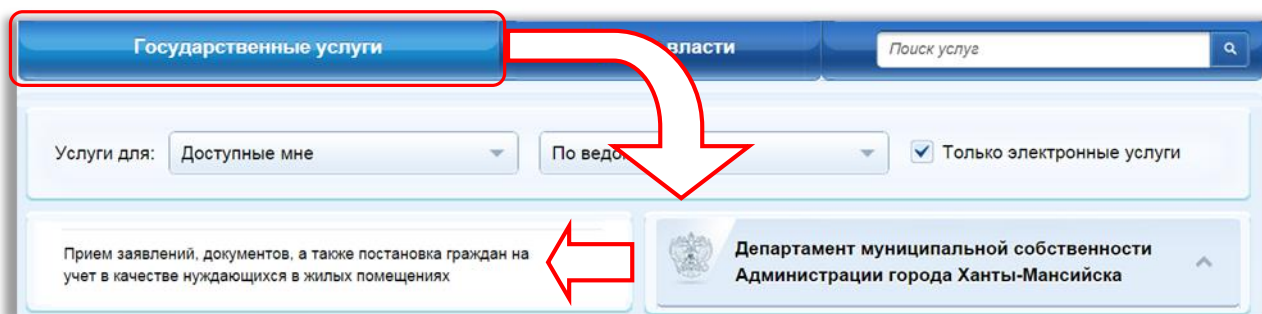 Государственные услуги
власти
Поиск услуг
Услуги для:
Доступные мне
По ведо
Только электронные услуги
Прием заявлений, документов, а также постановка граждан на
учет в качестве нуждающихся в жилых помещениях
Департамент муниципальной собственности
Администрации города Ханты-Мансийска